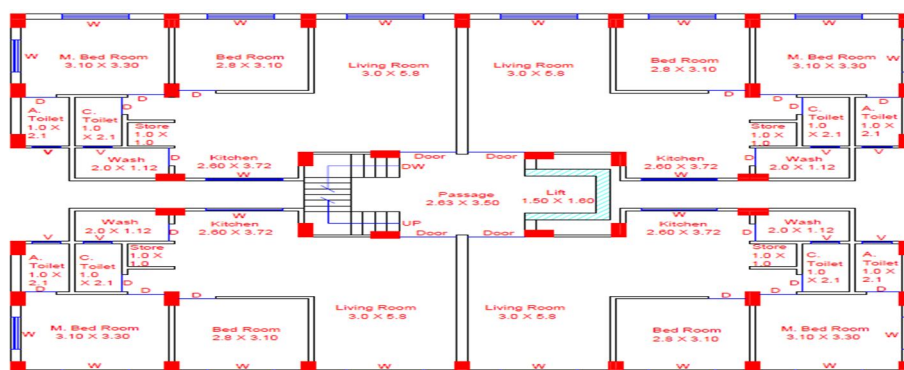 W W W W W W
W M. Bed Room Bed Room Living Room Living Room Bed Room M. Bed Room W
3.10 X 3.30 2.8 X 3.10 3.0 X 5.8 3.0 X 5.8 2.8 X 3.10 3.10 X 3.30
D D D D D D
A. Toilet 1.0 X 2.1
C. Toilet 1.0 X 2.1
D
Store 1.0 X 1.0
D
Store 1.0 X 1.0
C. Toilet 1.0 X 2.1
A. Toilet 1.0 X 2.1
V V V V
Wash D Kitchen Door Door Kitchen D Wash
2.0 X 1.12 2.60 X 3.72 DW 2.60 X 3.72 2.0 X 1.12
W W
Passage Lift
2.63 X 3.50 1.50 X 1.60
W UP W
Wash D Kitchen Door Door Kitchen D Wash
2.0 X 1.12 2.60 X 3.72 2.60 X 3.72 2.0 X 1.12
V V V V
A. Toilet 1.0 X 2.1
C. Toilet 1.0 X 2.1
Store 1.0 X 1.0
D
Store 1.0 X 1.0
D
C. Toilet 1.0 X 2.1
A. Toilet 1.0 X 2.1
D D D D D D
Living Room Living Room
3.0 X 5.8 3.0 X 5.8
W M. Bed Room Bed Room Bed Room M. Bed Room W
3.10 X 3.30 2.8 X 3.10 2.8 X 3.10 3.10 X 3.30
W W W W W W